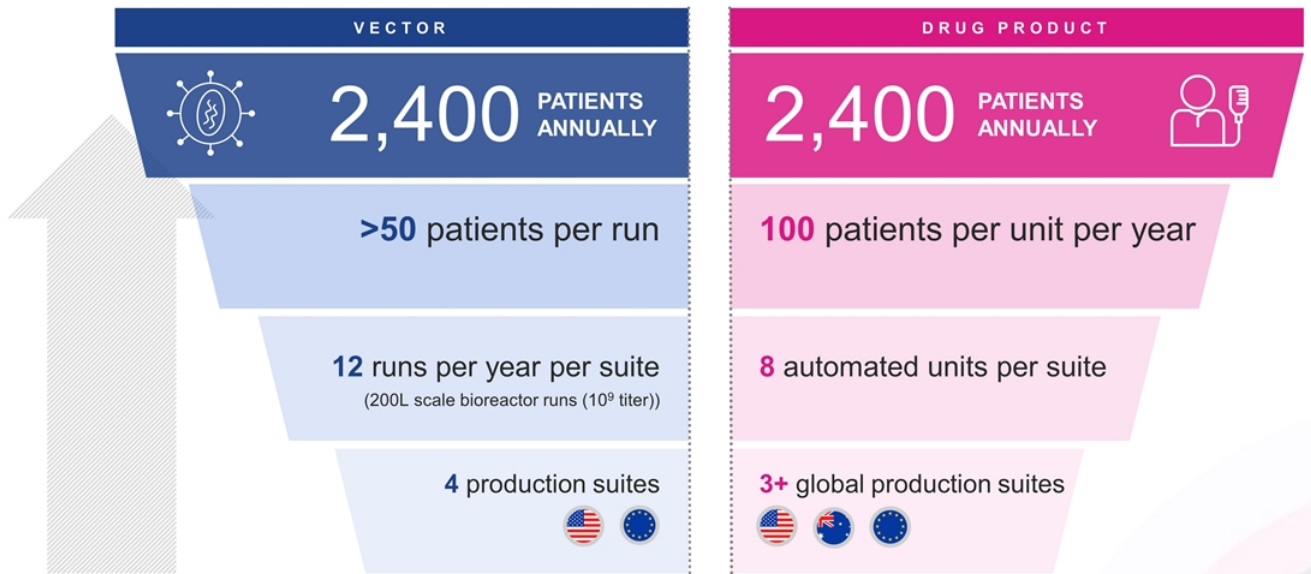 VECTOR
2,400 PATIENTS
ANNUALLY
>50 patients per run
12 runs per year per suite
(200L scale bioreactor runs (10⁹ titer))
4 production suites
DRUG PRODUCT
2,400 PATIENTS
ANNUALLY
100 patients per unit per year
8 automated units per suite
3+ global production suites